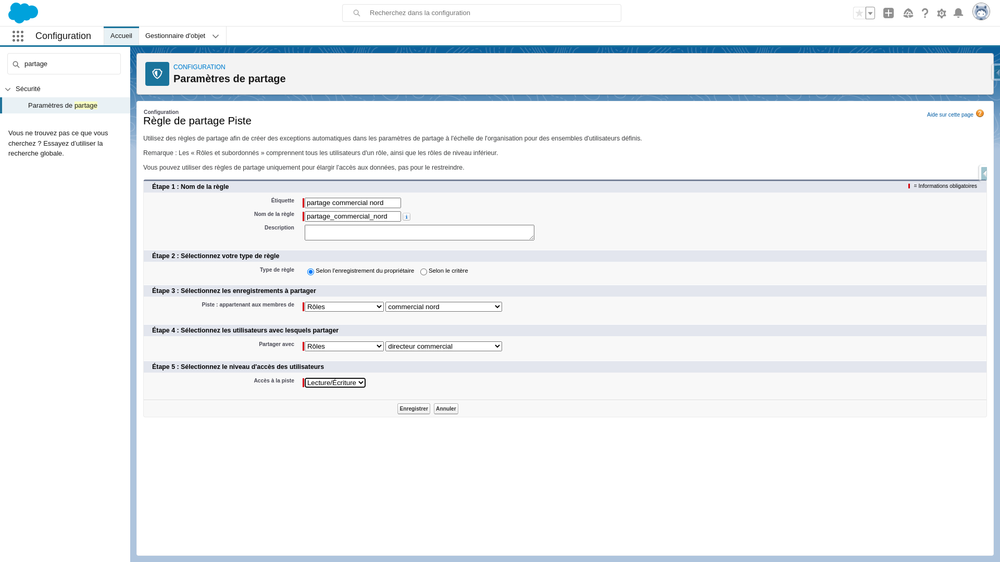 Recherchez dans la configuration
Configuration
Accueil
Gestionnaire d'objet
partage
Sécurité
Paramètres de partage
Vous ne trouvez pas ce que vous
cherchez ? Essayez d’utiliser la
recherche globale.
CONFIGURATION
Paramètres de partage
Configuration
Règle de partage Piste
Aide sur cette page
Utilisez des règles de partage afin de créer des exceptions automatiques dans les paramètres de partage à l'échelle de l'organisation pour des ensembles d'utilisateurs définis.
Remarque : Les « Rôles et subordonnés » comprennent tous les utilisateurs d'un rôle, ainsi que les rôles de niveau inférieur.
Vous pouvez utiliser des règles de partage uniquement pour élargir l'accès aux données, pas pour le restreindre.
Étape 1 : Nom de la règle
= Informations obligatoires
Étiquette
partage commercial nord
Nom de la règle
partage_commercial_nord
Description
Étape 2 : Sélectionnez votre type de règle
Type de règle
Selon l'enregistrement du propriétaire
Selon le critère
Étape 3 : Sélectionnez les enregistrements à partager
Piste : appartenant aux membres de
Rôles
commercial nord
Étape 4 : Sélectionnez les utilisateurs avec lesquels partager
Partager avec
Rôles
directeur commercial
Étape 5 : Sélectionnez le niveau d'accès des utilisateurs
Accès à la piste
Lecture/Écriture
Enregistrer
Annuler